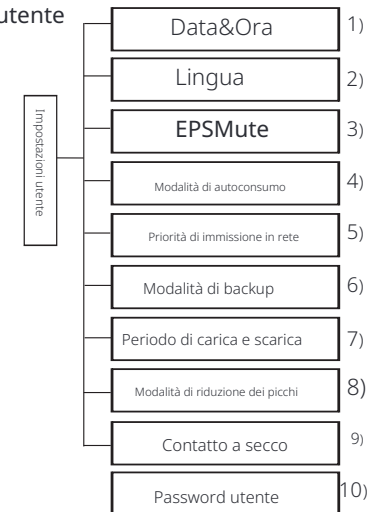 utente
Data&Ora 1)
Lingua 2)
EPSMute 3)
Impostazioni utente
Modalità di autoconsumo 4)
Priorità di immissione in rete 5)
Modalità di backup 6)
Periodo di carica e scarica 7)
Modalità di riduzione dei picchi 8)
Contatto a secco 9)
Password utente 10)